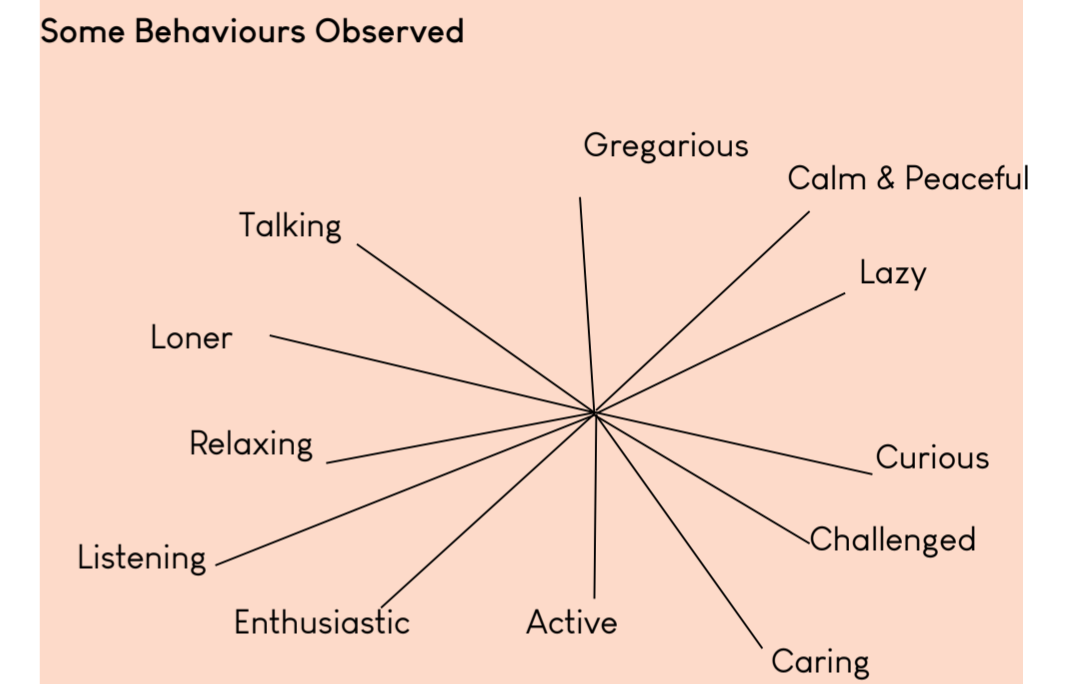 Some Behaviours Observed
Gregarious
Calm & Peaceful
Talking
Lazy
Loner
Relaxing
Curious
Challenged
Listening
Enthusiastic
Active
Caring